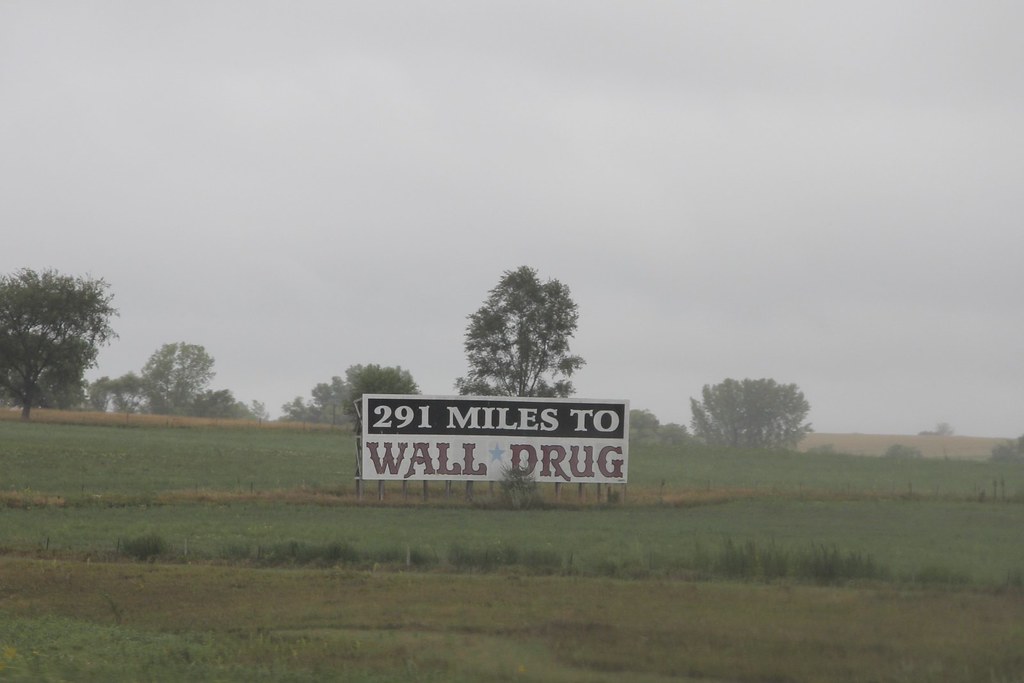 291 MILES TO
WALL DRUG